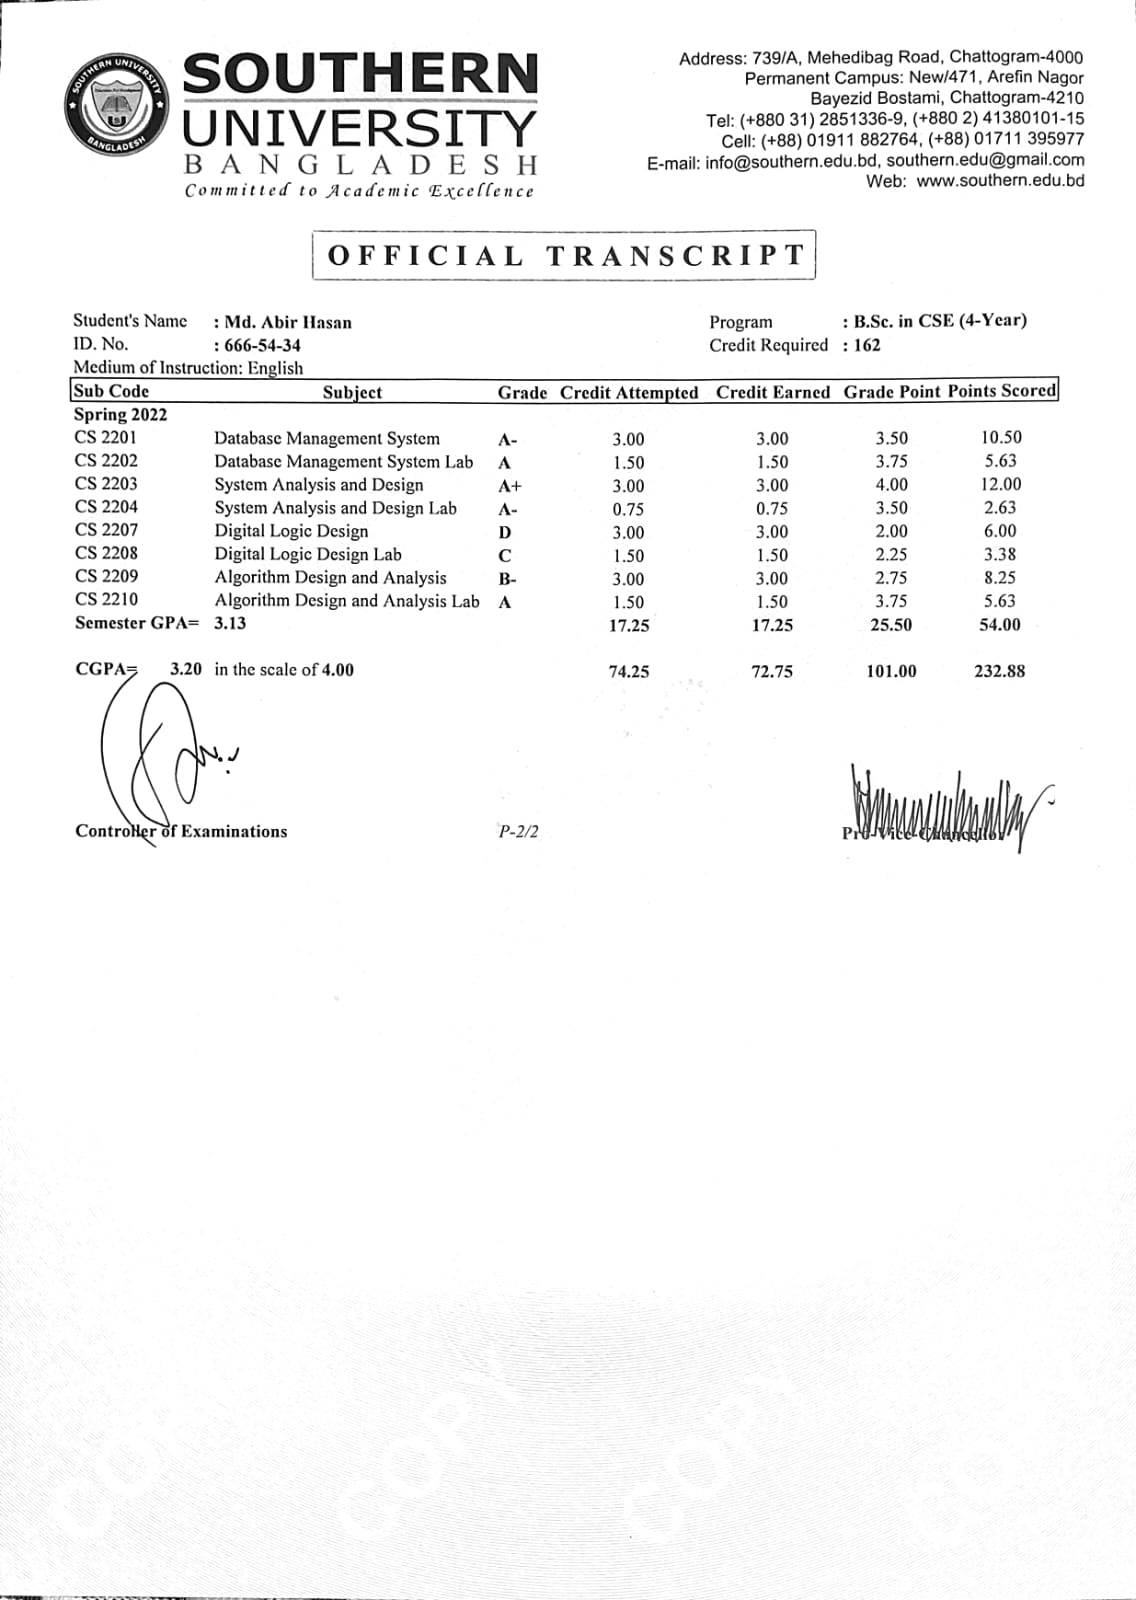 SOUTHERN UNIVERSITY
BANGLADESH
SOUTHERN
UNIVERSITY
BANGLADESH
Committed to Academic Excellence
Address: 739/A, Mehedibag Road, Chattogram-4000
Permanent Campus: New/471, Arefin Nagor
Bayezid Bostami, Chattogram-4210
Tel: (+880 31) 2851336-9, (+880 2) 41380101-15
Cell: (+88) 01911 882764, (+88) 01711 395977
E-mail: info@southern.edu.bd, southern.edu@gmail.com
Web: www.southern.edu.bd
OFFICIAL TRANSCRIPT
Student's Name : Md. Abir Hasan Program : B.Sc. in CSE (4-Year)
ID. No. : 666-54-34 Credit Required : 162
Medium of Instruction: English
Sub Code Subject Grade Credit Attempted Credit Earned Grade Point Points Scored
Spring 2022
CS 2201 Database Management System A- 3.00 3.00 3.50 10.50
CS 2202 Database Management System Lab A 1.50 1.50 3.75 5.63
CS 2203 System Analysis and Design A+ 3.00 3.00 4.00 12.00
CS 2204 System Analysis and Design Lab A- 0.75 0.75 3.50 2.63
CS 2207 Digital Logic Design D 3.00 3.00 2.00 6.00
CS 2208 Digital Logic Design Lab C 1.50 1.50 2.25 3.38
CS 2209 Algorithm Design and Analysis B- 3.00 3.00 2.75 8.25
CS 2210 Algorithm Design and Analysis Lab A 1.50 1.50 3.75 5.63
Semester GPA= 3.13 17.25 17.25 25.50 54.00
CGPA= 3.20 in the scale of 4.00 74.25 72.75 101.00 232.88
Controller of Examinations P-2/2 Pro-Vice-Chancellor
COPY COPY COPY COPY